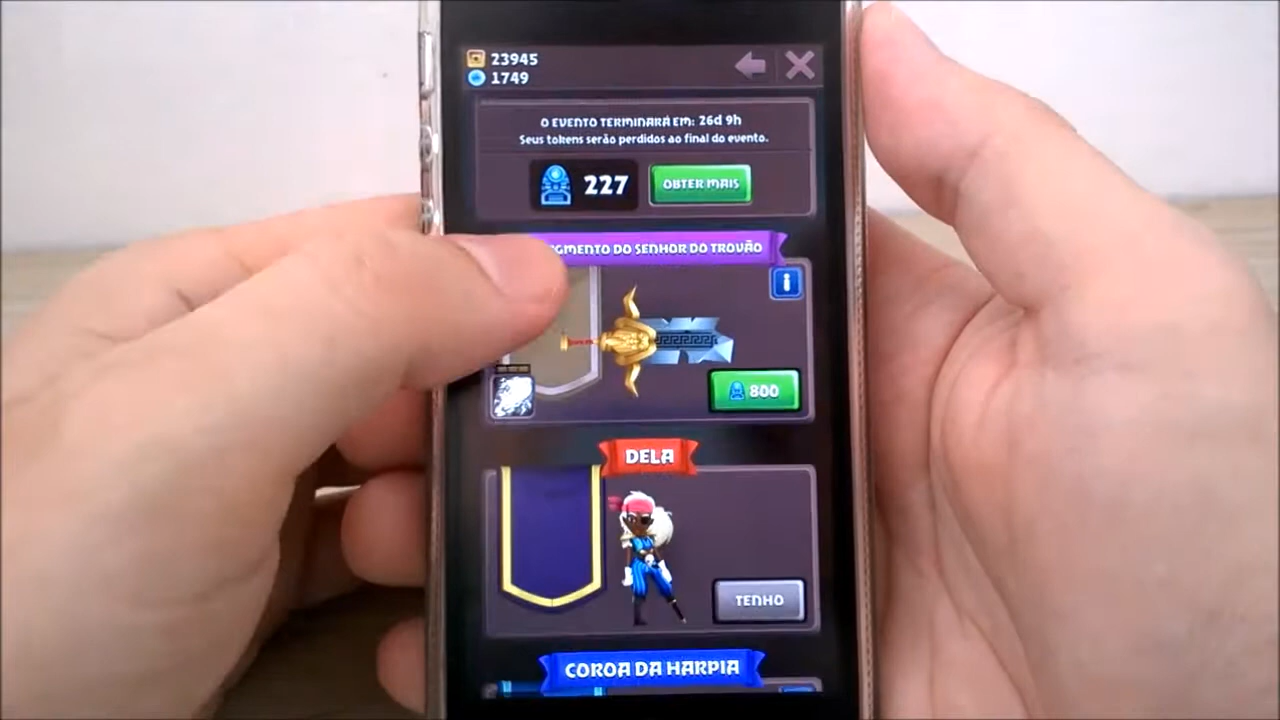 23945
1749
O EVENTO TERMINARÁ EM: 26d 9h
Seus tokens serão perdidos ao final do evento.
227
OBTER MAIS
DO SENHOR DO TROVÃO
i
800
DELA
TENHO
COROA DA HARPIA